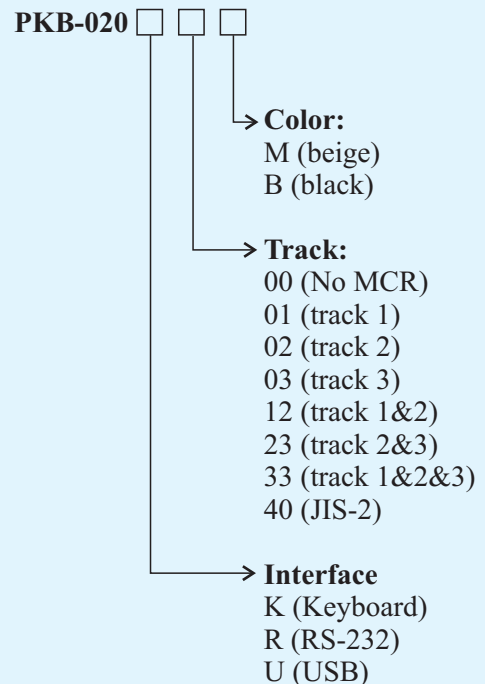 PKB-020
Color:
M (beige)
B (black)
Track:
00 (No MCR)
01 (track 1)
02 (track 2)
03 (track 3)
12 (track 1&2)
23 (track 2&3)
33 (track 1&2&3)
40 (JIS-2)
Interface
K (Keyboard)
R (RS-232)
U (USB)